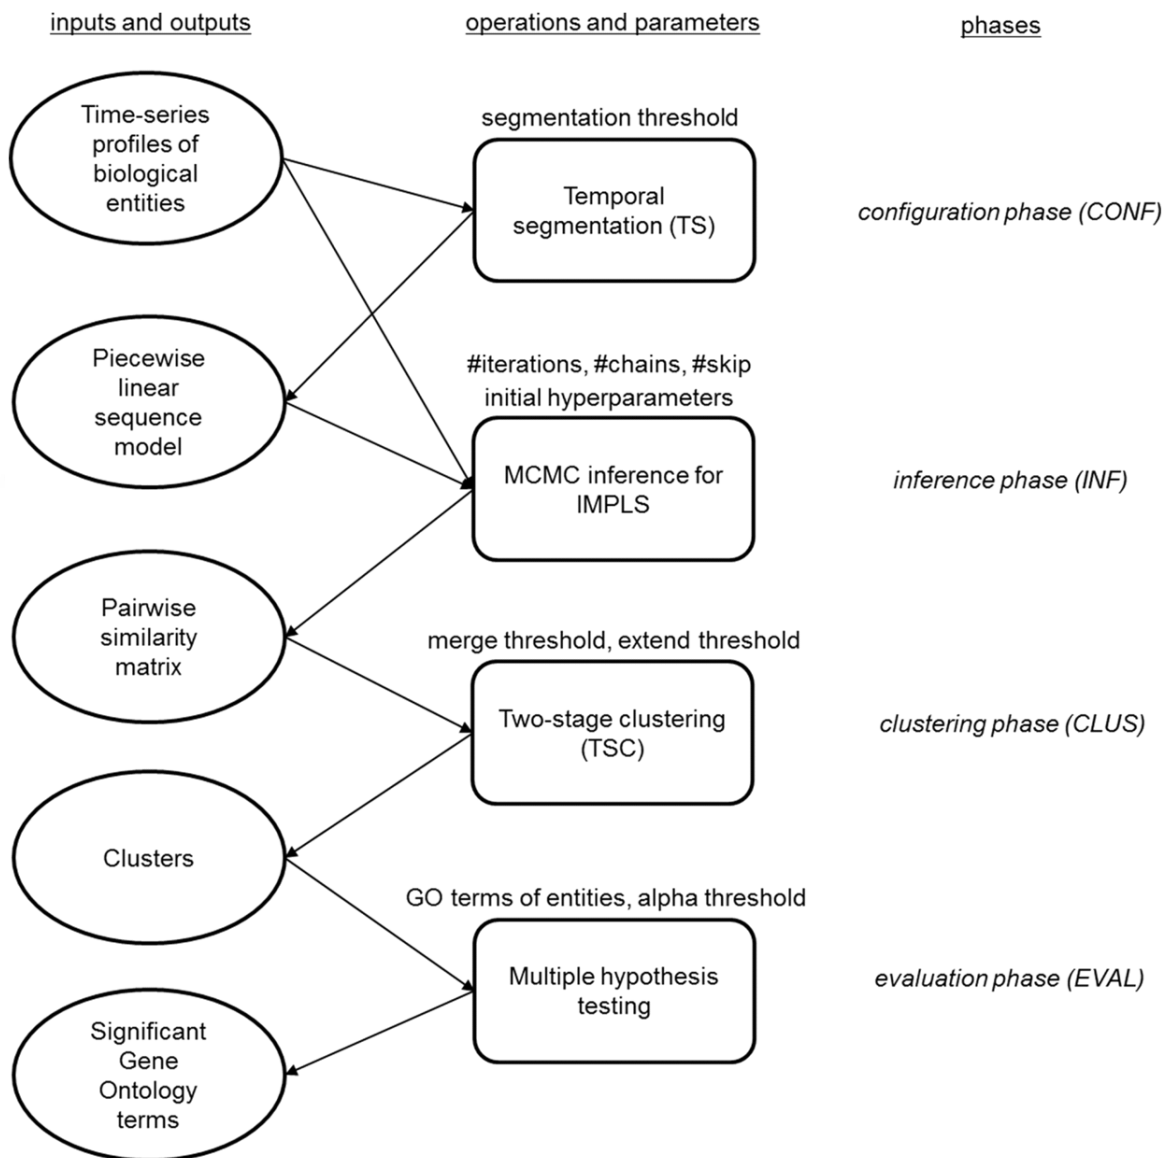 inputs and outputs
operations and parameters
phases
Time-series
profiles of
biological
entities
segmentation threshold
Temporal
segmentation (TS)
configuration phase (CONF)
Piecewise
linear
sequence
model
#iterations, #chains, #skip
initial hyperparameters
MCMC inference for
IMPLS
inference phase (INF)
Pairwise
similarity
matrix
merge threshold, extend threshold
Two-stage clustering
(TSC)
clustering phase (CLUS)
Clusters
GO terms of entities, alpha threshold
Multiple hypothesis
testing
evaluation phase (EVAL)
Significant
Gene
Ontology
terms